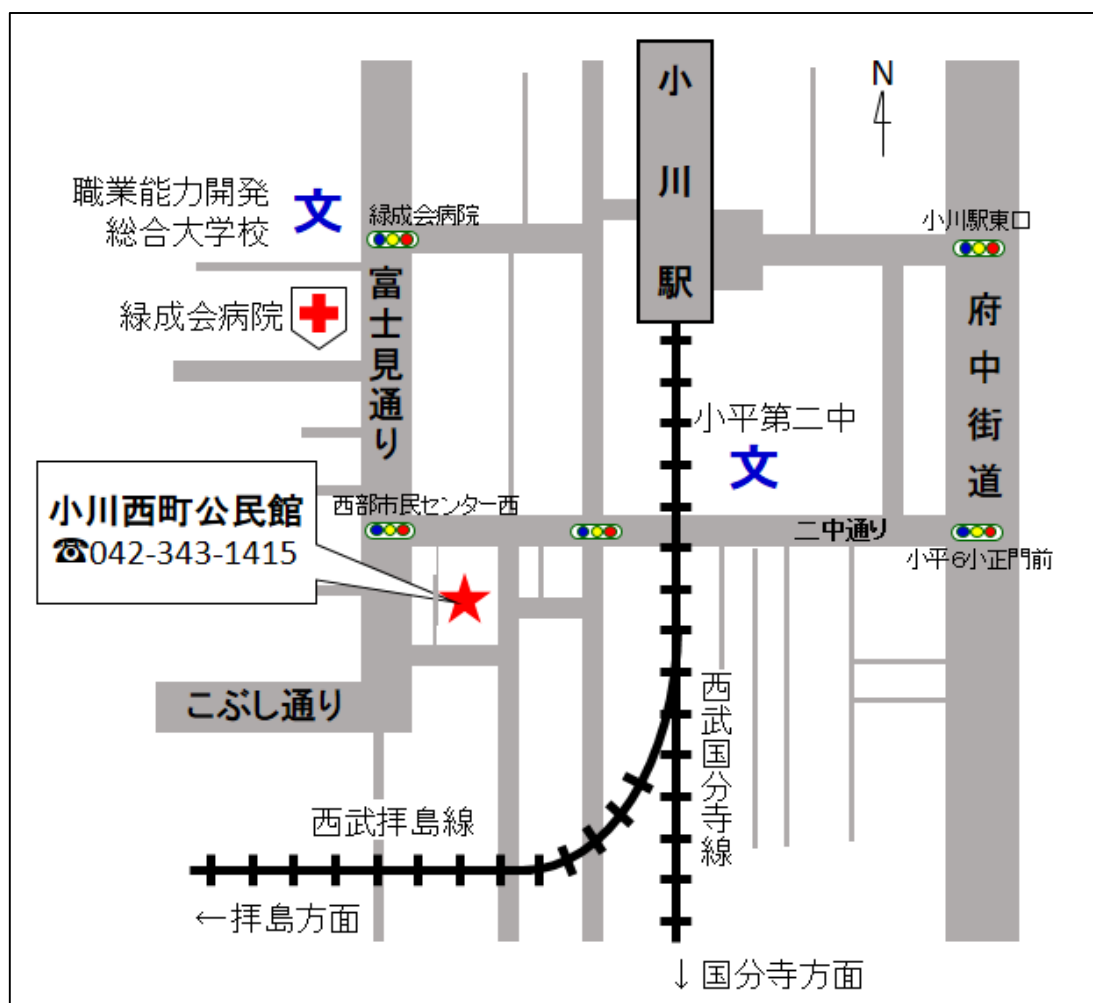 小川駅
N
職業能力開発
総合大学校
文
緑成会病院
小川駅東口
緑成会病院
富士見通り
府中街道
小平第二中
文
小川西町公民館
☎042-343-1415
西部市民センター西
二中通り
小平6小正門前
こぶし通り
西武国分寺線
西武拝島線
←拝島方面
↓国分寺方面